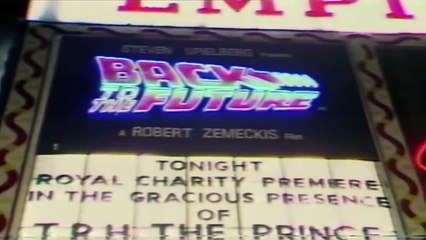 EMPI
STEVEN SPIELBERG Presents
BACK
TO THE FUTURE
A ROBERT ZEMECKIS Film
1
TONIGHT
ROYAL CHARITY PREMIERE
IN THE GRACIOUS PRESENCE
OF
T.R.H THE PRINCE